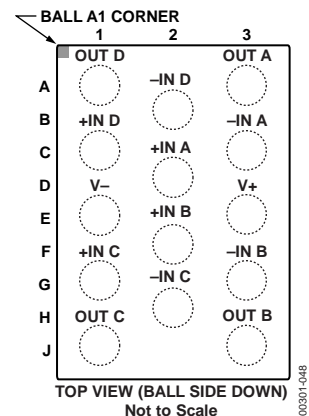 BALL A1 CORNER
1 2 3
OUT D OUT A
A –IN D
B +IN D –IN A
C +IN A
D V– V+
E +IN B
F +IN C –IN B
G –IN C
H OUT C OUT B
J
TOP VIEW (BALL SIDE DOWN)
Not to Scale
00301-048